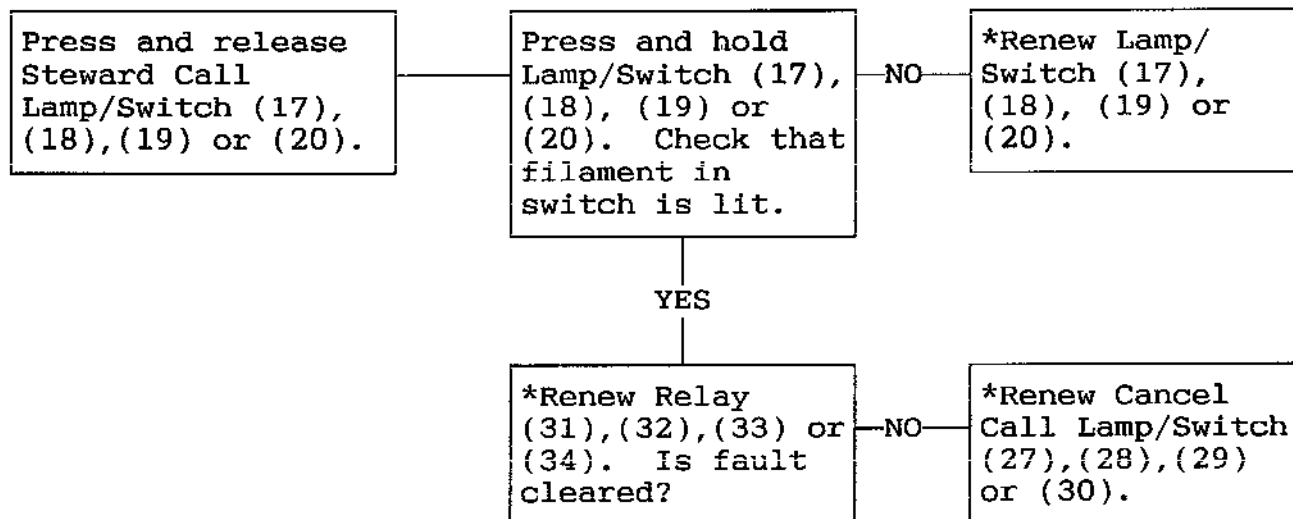 Press and release
Steward Call
Lamp/Switch (17),
(18),(19) or (20).
Press and hold
Lamp/Switch (17),
(18), (19) or
(20).  Check that
filament in
switch is lit.
NO
*Renew Lamp/
Switch (17),
(18), (19) or
(20).
YES
*Renew Relay
(31),(32),(33) or
(34).  Is fault
cleared?
NO
*Renew Cancel
Call Lamp/Switch
(27),(28),(29)
or (30).